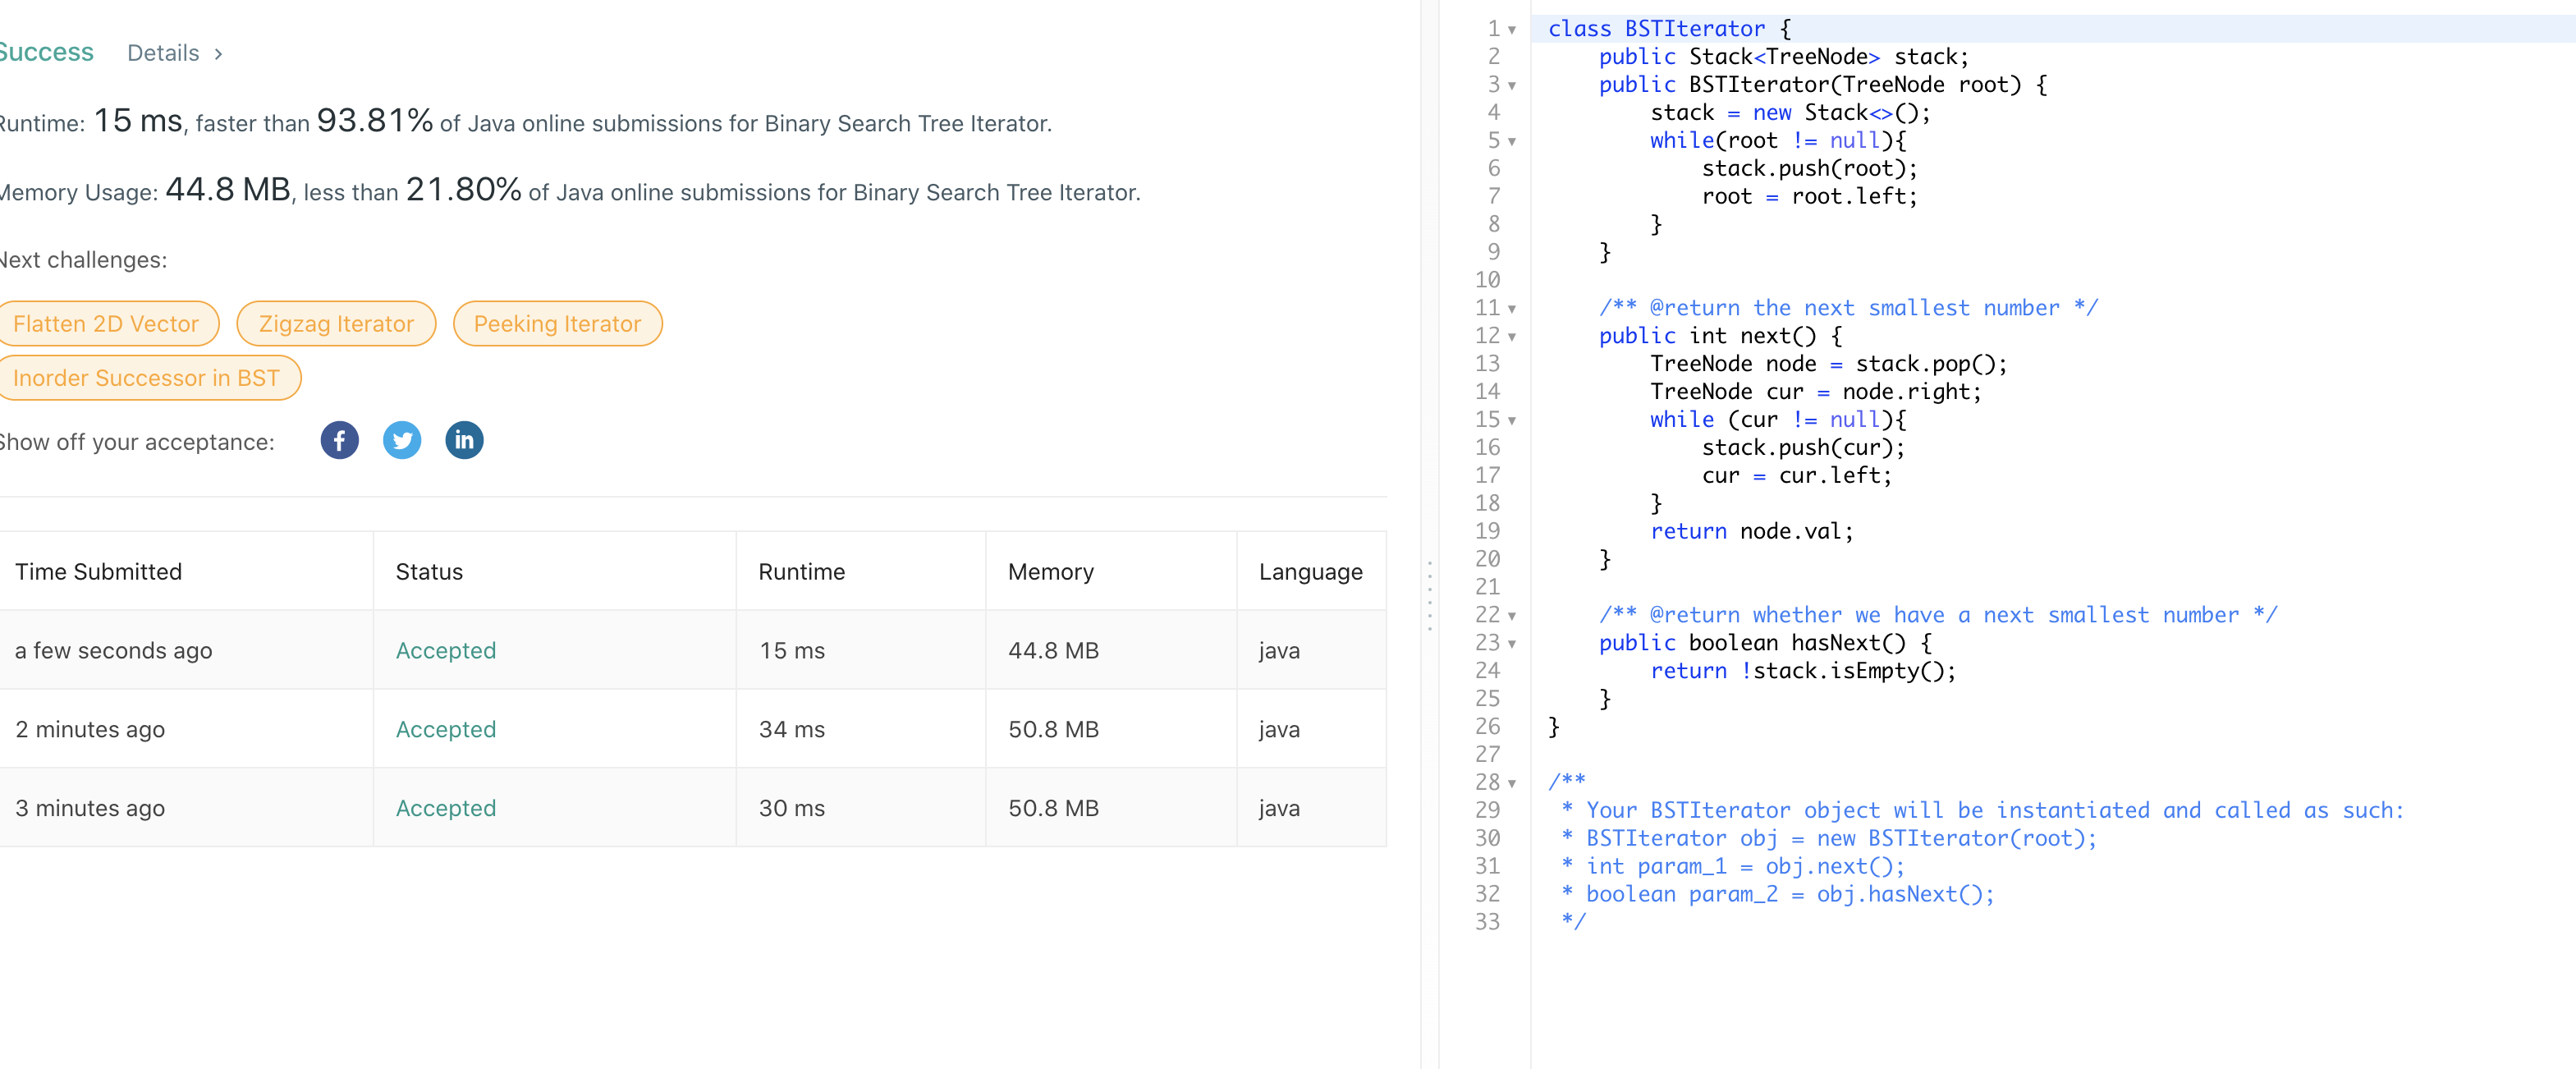 Success Details >
Runtime: 15 ms, faster than 93.81% of Java online submissions for Binary Search Tree Iterator.
Memory Usage: 44.8 MB, less than 21.80% of Java online submissions for Binary Search Tree Iterator.
Next challenges:
Flatten 2D Vector Zigzag Iterator Peeking Iterator
Inorder Successor in BST
Show off your acceptance:
Time Submitted Status Runtime Memory Language
a few seconds ago Accepted 15 ms 44.8 MB java
2 minutes ago Accepted 34 ms 50.8 MB java
3 minutes ago Accepted 30 ms 50.8 MB java
1 class BSTIterator {
2 public Stack<TreeNode> stack;
3 public BSTIterator(TreeNode root) {
4 stack = new Stack<>();
5 while(root != null){
6 stack.push(root);
7 root = root.left;
8 }
9 }
10
11 /** @return the next smallest number */
12 public int next() {
13 TreeNode node = stack.pop();
14 TreeNode cur = node.right;
15 while (cur != null){
16 stack.push(cur);
17 cur = cur.left;
18 }
19 return node.val;
20 }
21
22 /** @return whether we have a next smallest number */
23 public boolean hasNext() {
24 return !stack.isEmpty();
25 }
26 }
27
28 /**
29 * Your BSTIterator object will be instantiated and called as such:
30 * BSTIterator obj = new BSTIterator(root);
31 * int param_1 = obj.next();
32 * boolean param_2 = obj.hasNext();
33 */